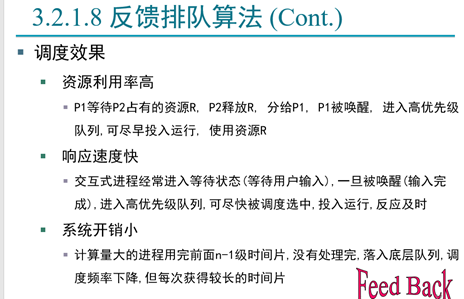 3.2.1.8 反馈排队算法 (Cont.)
调度效果
资源利用率高
P1等待P2占有的资源R, P2释放R, 分给P1, P1被唤醒, 进入高优先级
队列,可尽早投入运行, 使用资源R
响应速度快
交互式进程经常进入等待状态(等待用户输入),一旦被唤醒(输入完
成),进入高优先级队列,可尽快被调度选中,投入运行,反应及时
系统开销小
计算量大的进程用完前面n-1级时间片,没有处理完,落入底层队列,调
度频率下降,但每次获得较长的时间片
Feed Back